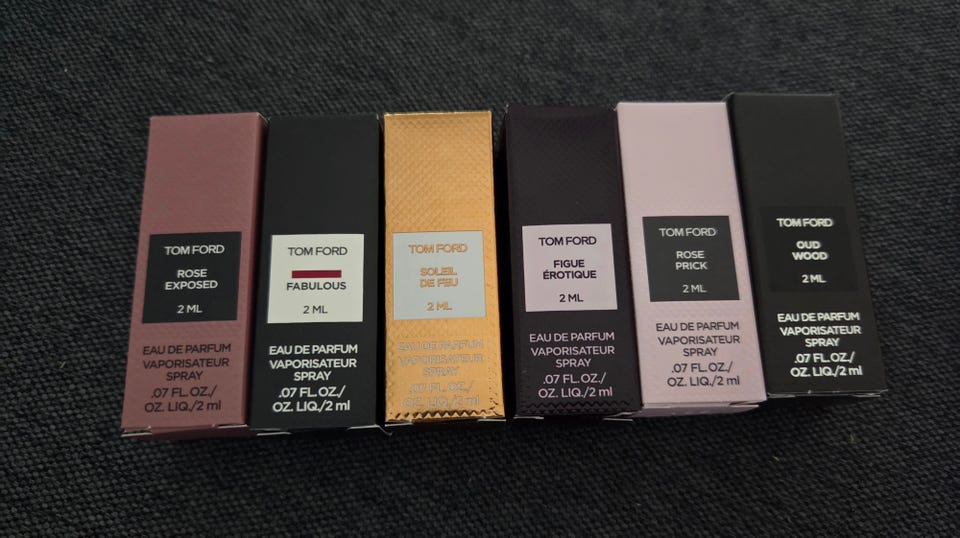 TOM FORD
ROSE
EXPOSED
2 ML
EAU DE PARFUM
VAPORISATEUR
SPRAY
.07 FL.OZ./
OZ. LIQ./2 ml
TOM FORD
FABULOUS
2 ML
EAU DE PARFUM
VAPORISATEUR
SPRAY
.07 FL.OZ./
OZ. LIQ./2 ml
TOM FORD
SOLEIL
DE FEU
2 ML
EAU DE PARFUM
VAPORISATEUR
SPRAY
.07 FL.OZ./
OZ. LIQ./2 ml
TOM FORD
FIGUE
ÉROTIQUE
2 ML
EAU DE PARFUM
VAPORISATEUR
SPRAY
.07 FL.OZ./
OZ. LIQ./2 ml
TOM FORD
ROSE
PRICK
2 ML
EAU DE PARFUM
VAPORISATEUR
SPRAY
.07 FL.OZ./
OZ. LIQ./2 ml
TOM FORD
OUD
WOOD
2 ML
EAU DE PARFUM
VAPORISATEUR
SPRAY
.07 FL.OZ./
OZ. LIQ./2 ml